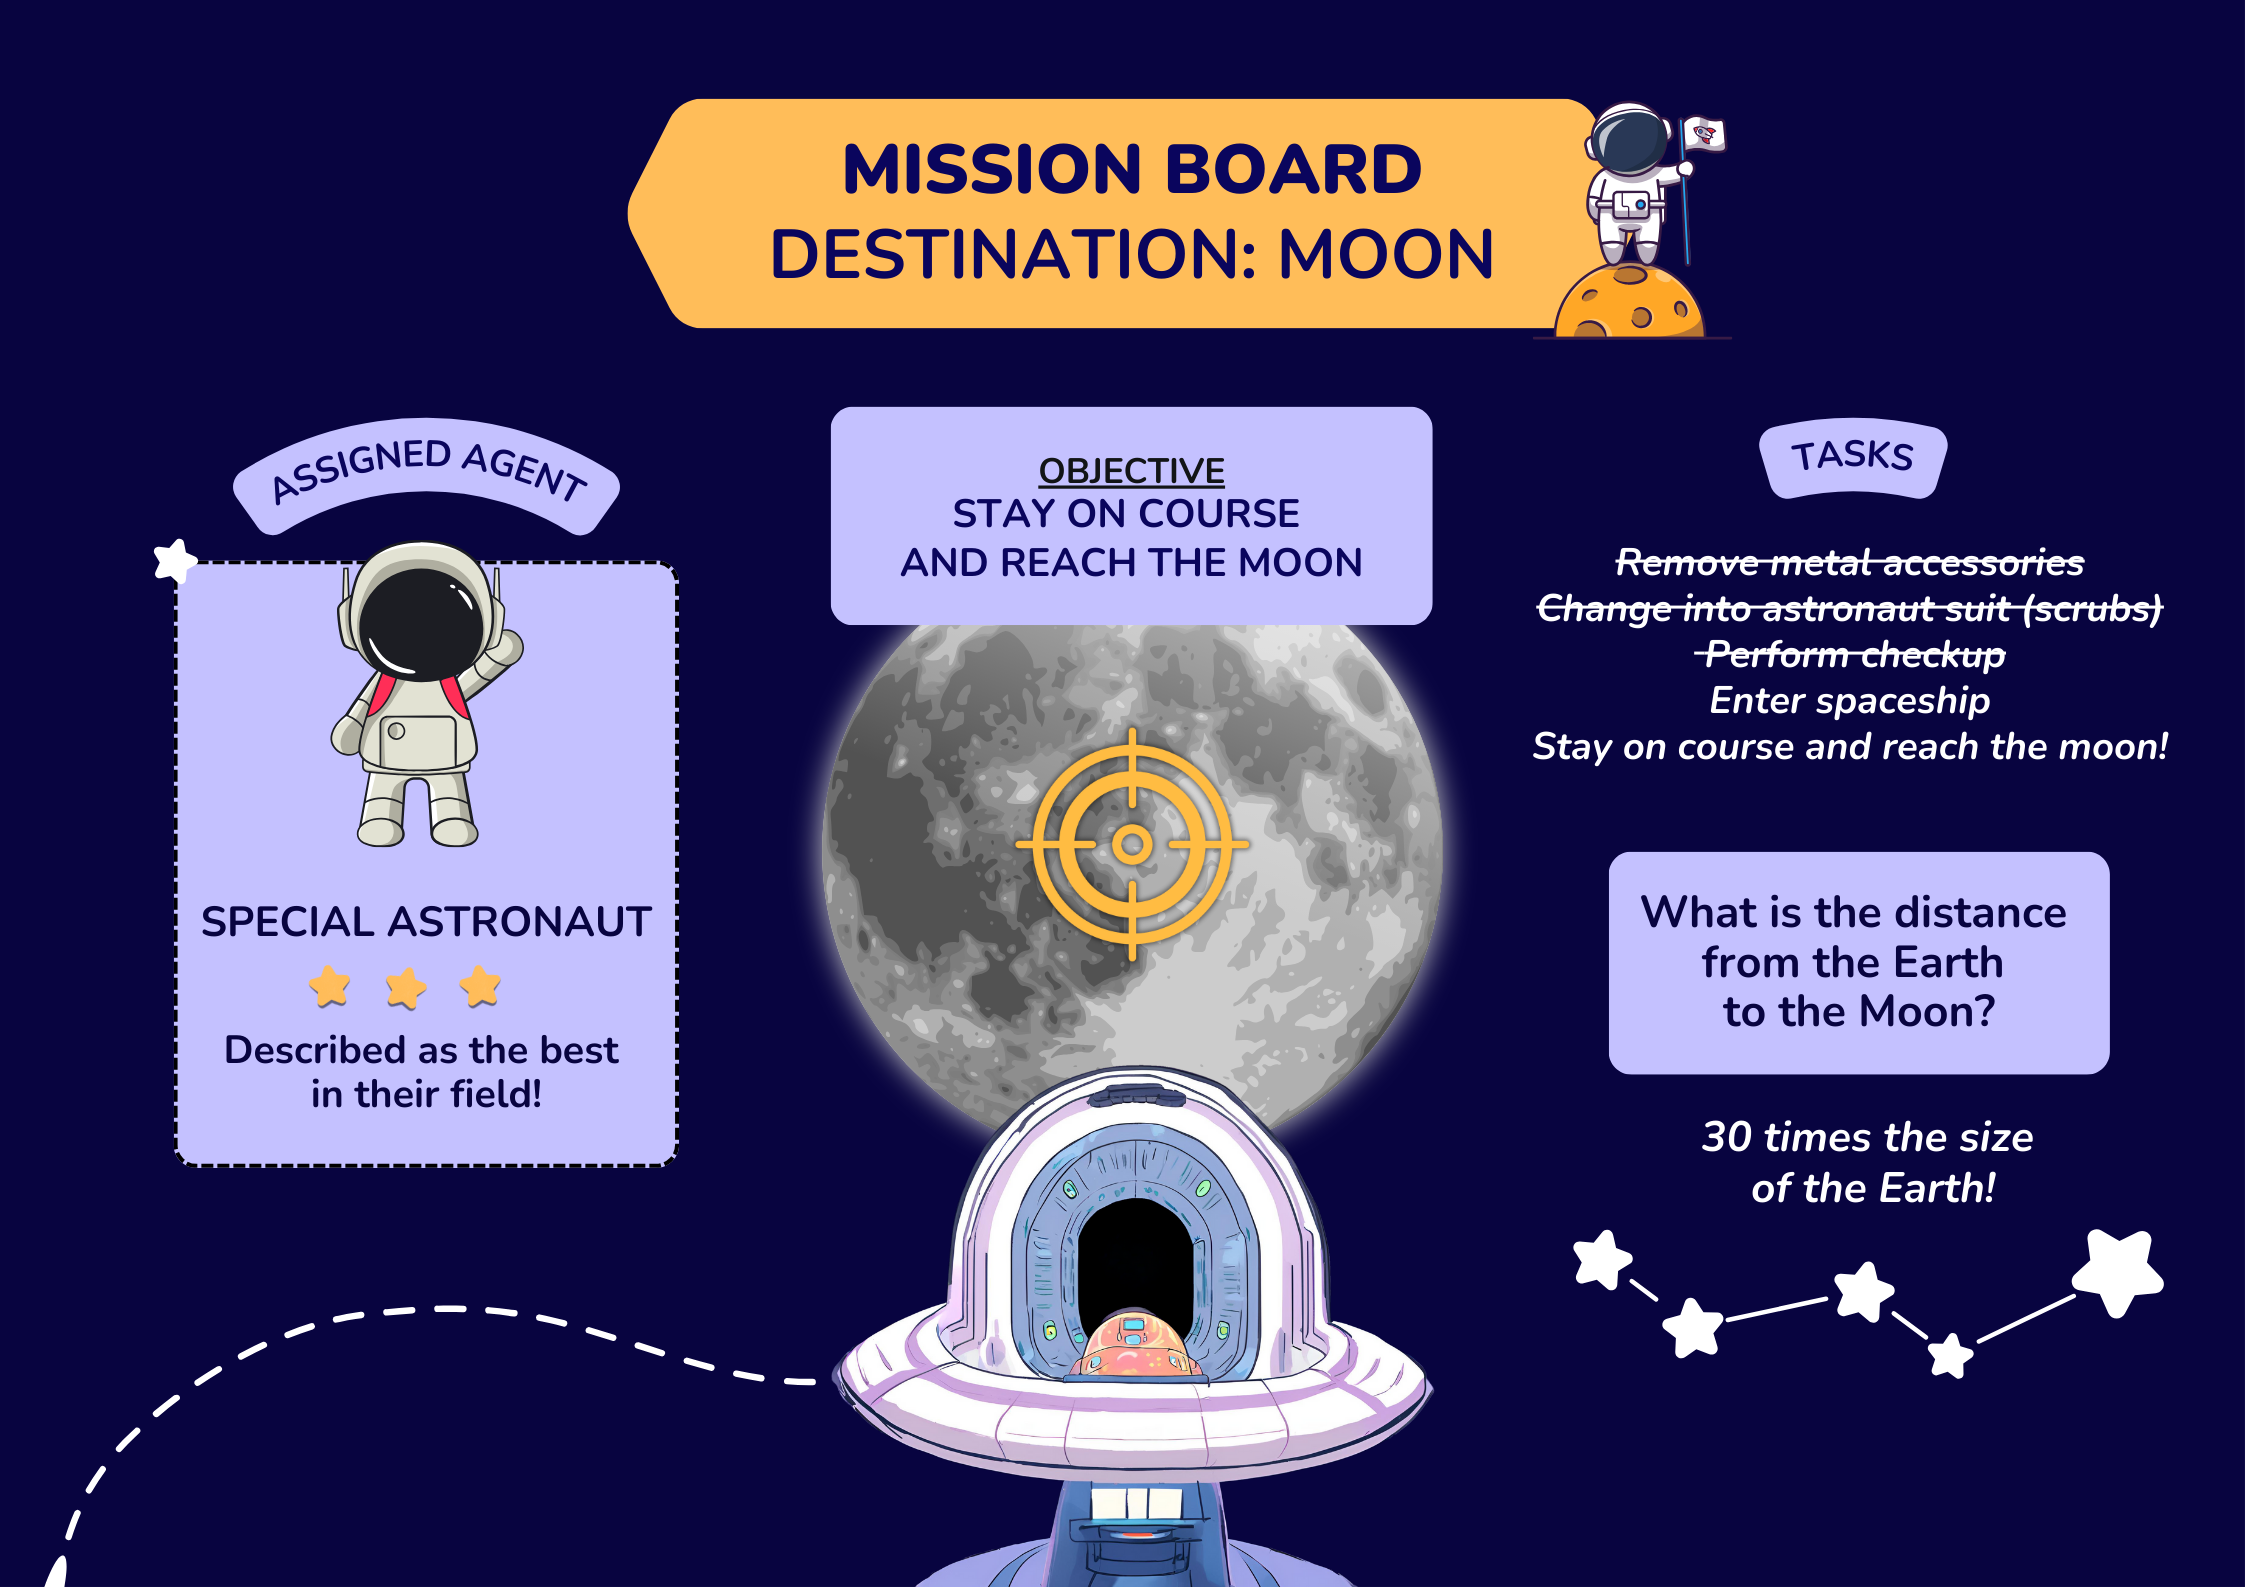 MISSION BOARD
DESTINATION: MOON
ASSIGNED AGENT
SPECIAL ASTRONAUT
Described as the best
in their field!
OBJECTIVE
STAY ON COURSE
AND REACH THE MOON
TASKS
Remove metal accessories
Change into astronaut suit (scrubs)
Perform checkup
Enter spaceship
Stay on course and reach the moon!
What is the distance
from the Earth
to the Moon?
30 times the size
of the Earth!